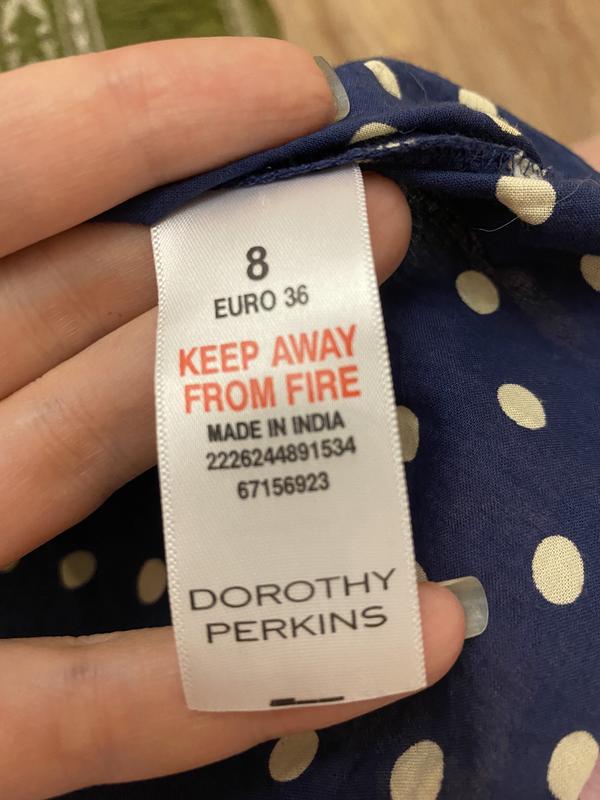 8
EURO 36
KEEP AWAY
FROM FIRE
MADE IN INDIA
2226244891534
67156923
DOROTHY
PERKINS